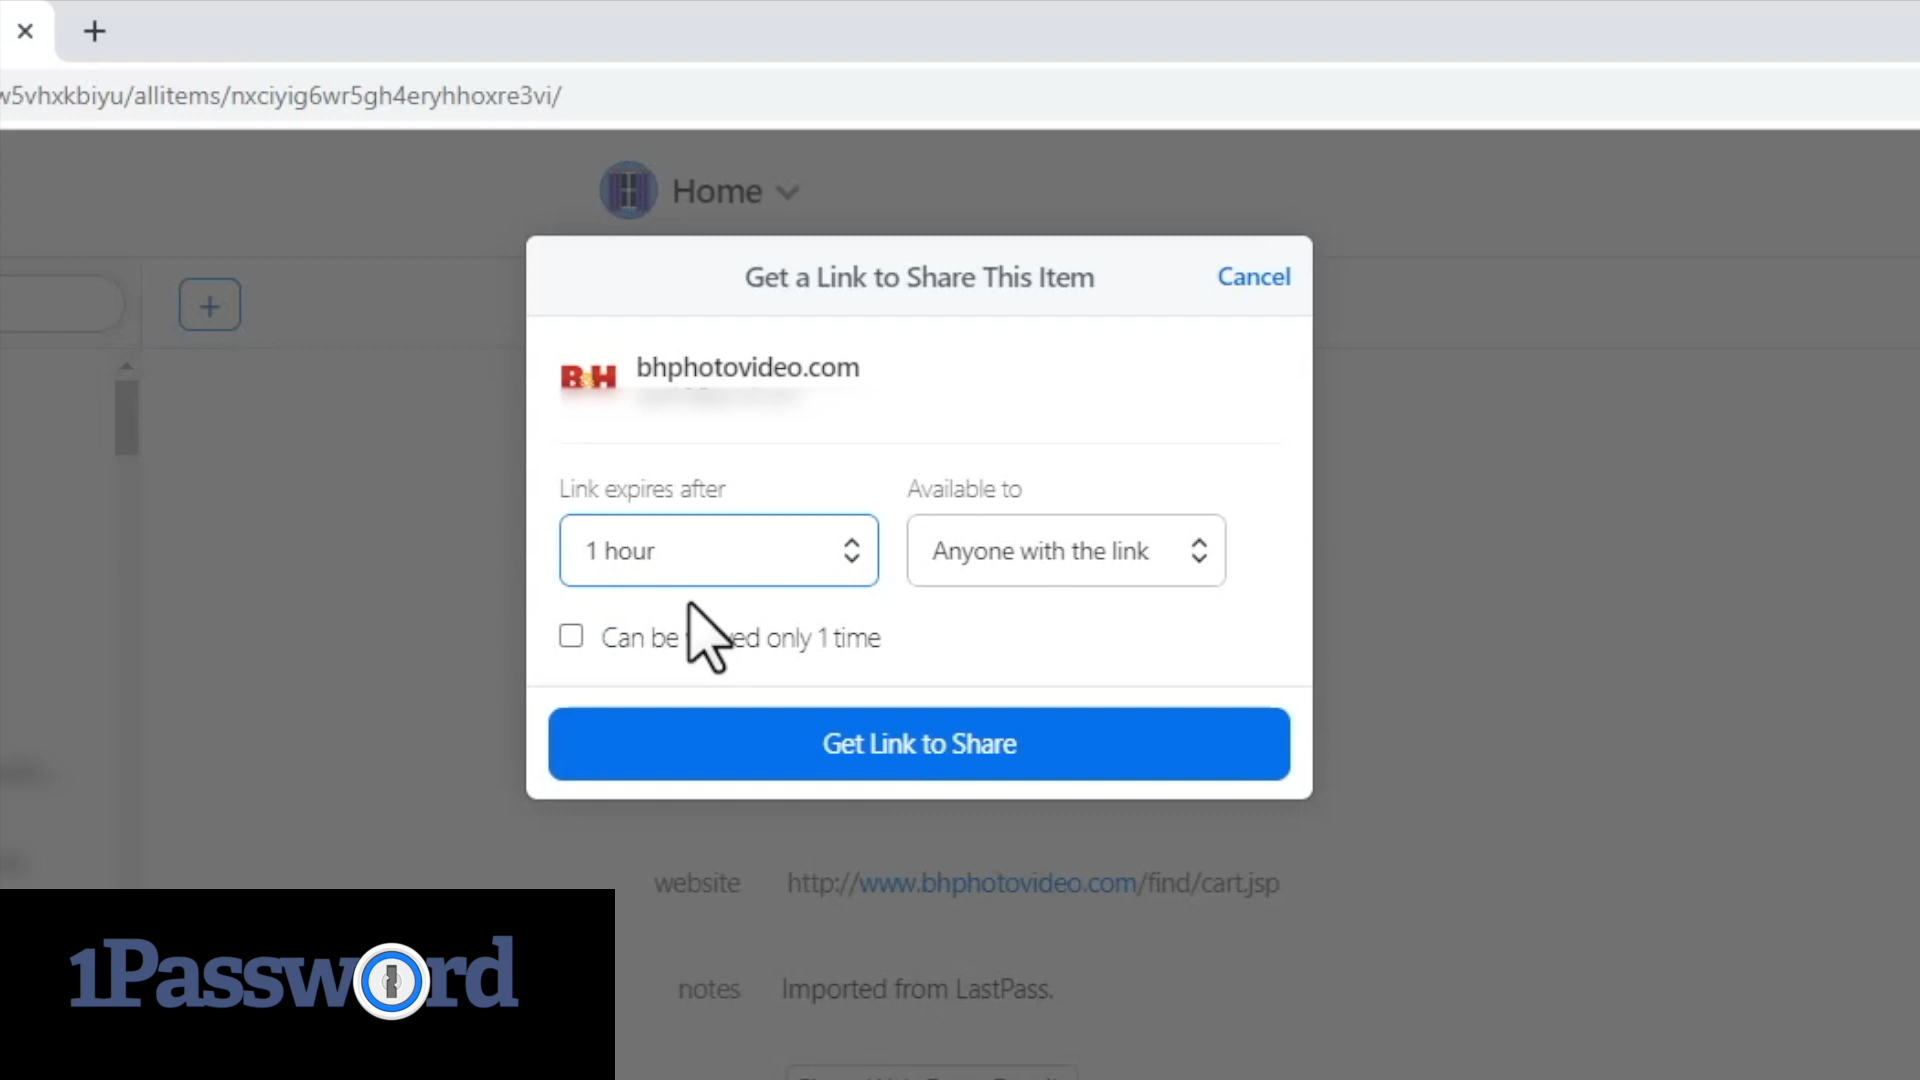 w5vhxkbiyu/allitems/nxciyig6wr5gh4eryhhoxre3vi/
Home
Get a Link to Share This Item
Cancel
B&H
bhphotovideo.com
Link expires after
Available to
1 hour
Anyone with the link
Can be only 1 time
Get Link to Share
website
http://www.bhphotovideo.com/find/cart.jsp
notes
Imported from LastPass.
1Password